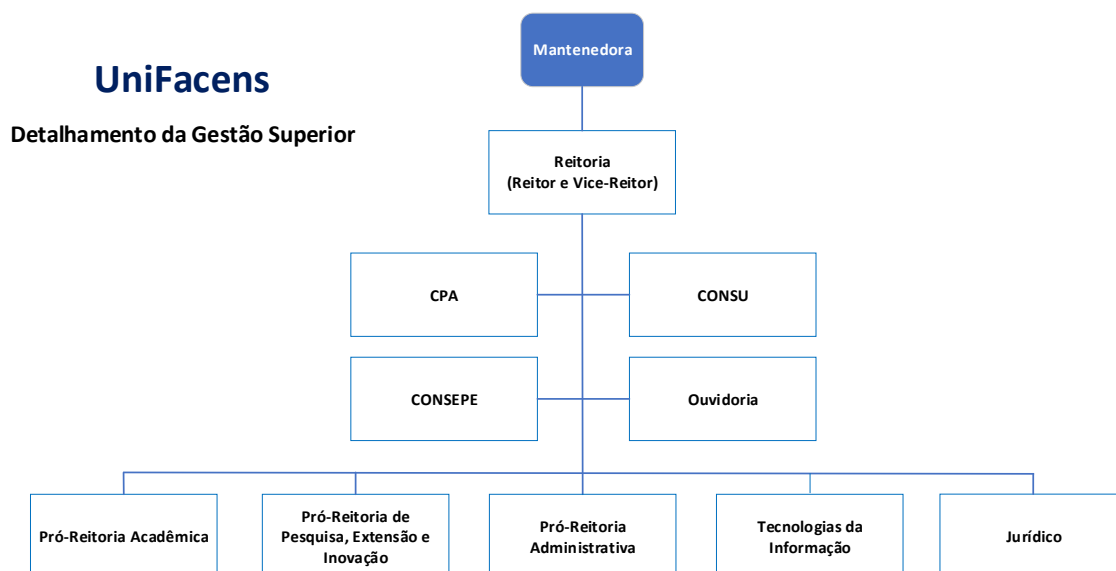 Mantenedora
UniFacens
Detalhamento da Gestão Superior
Reitoria
(Reitor e Vice-Reitor)
CPA
CONSU
CONSEPE
Ouvidoria
Pró-Reitoria Acadêmica
Pró-Reitoria de
Pesquisa, Extensão e
Inovação
Pró-Reitoria
Administrativa
Tecnologias da
Informação
Jurídico